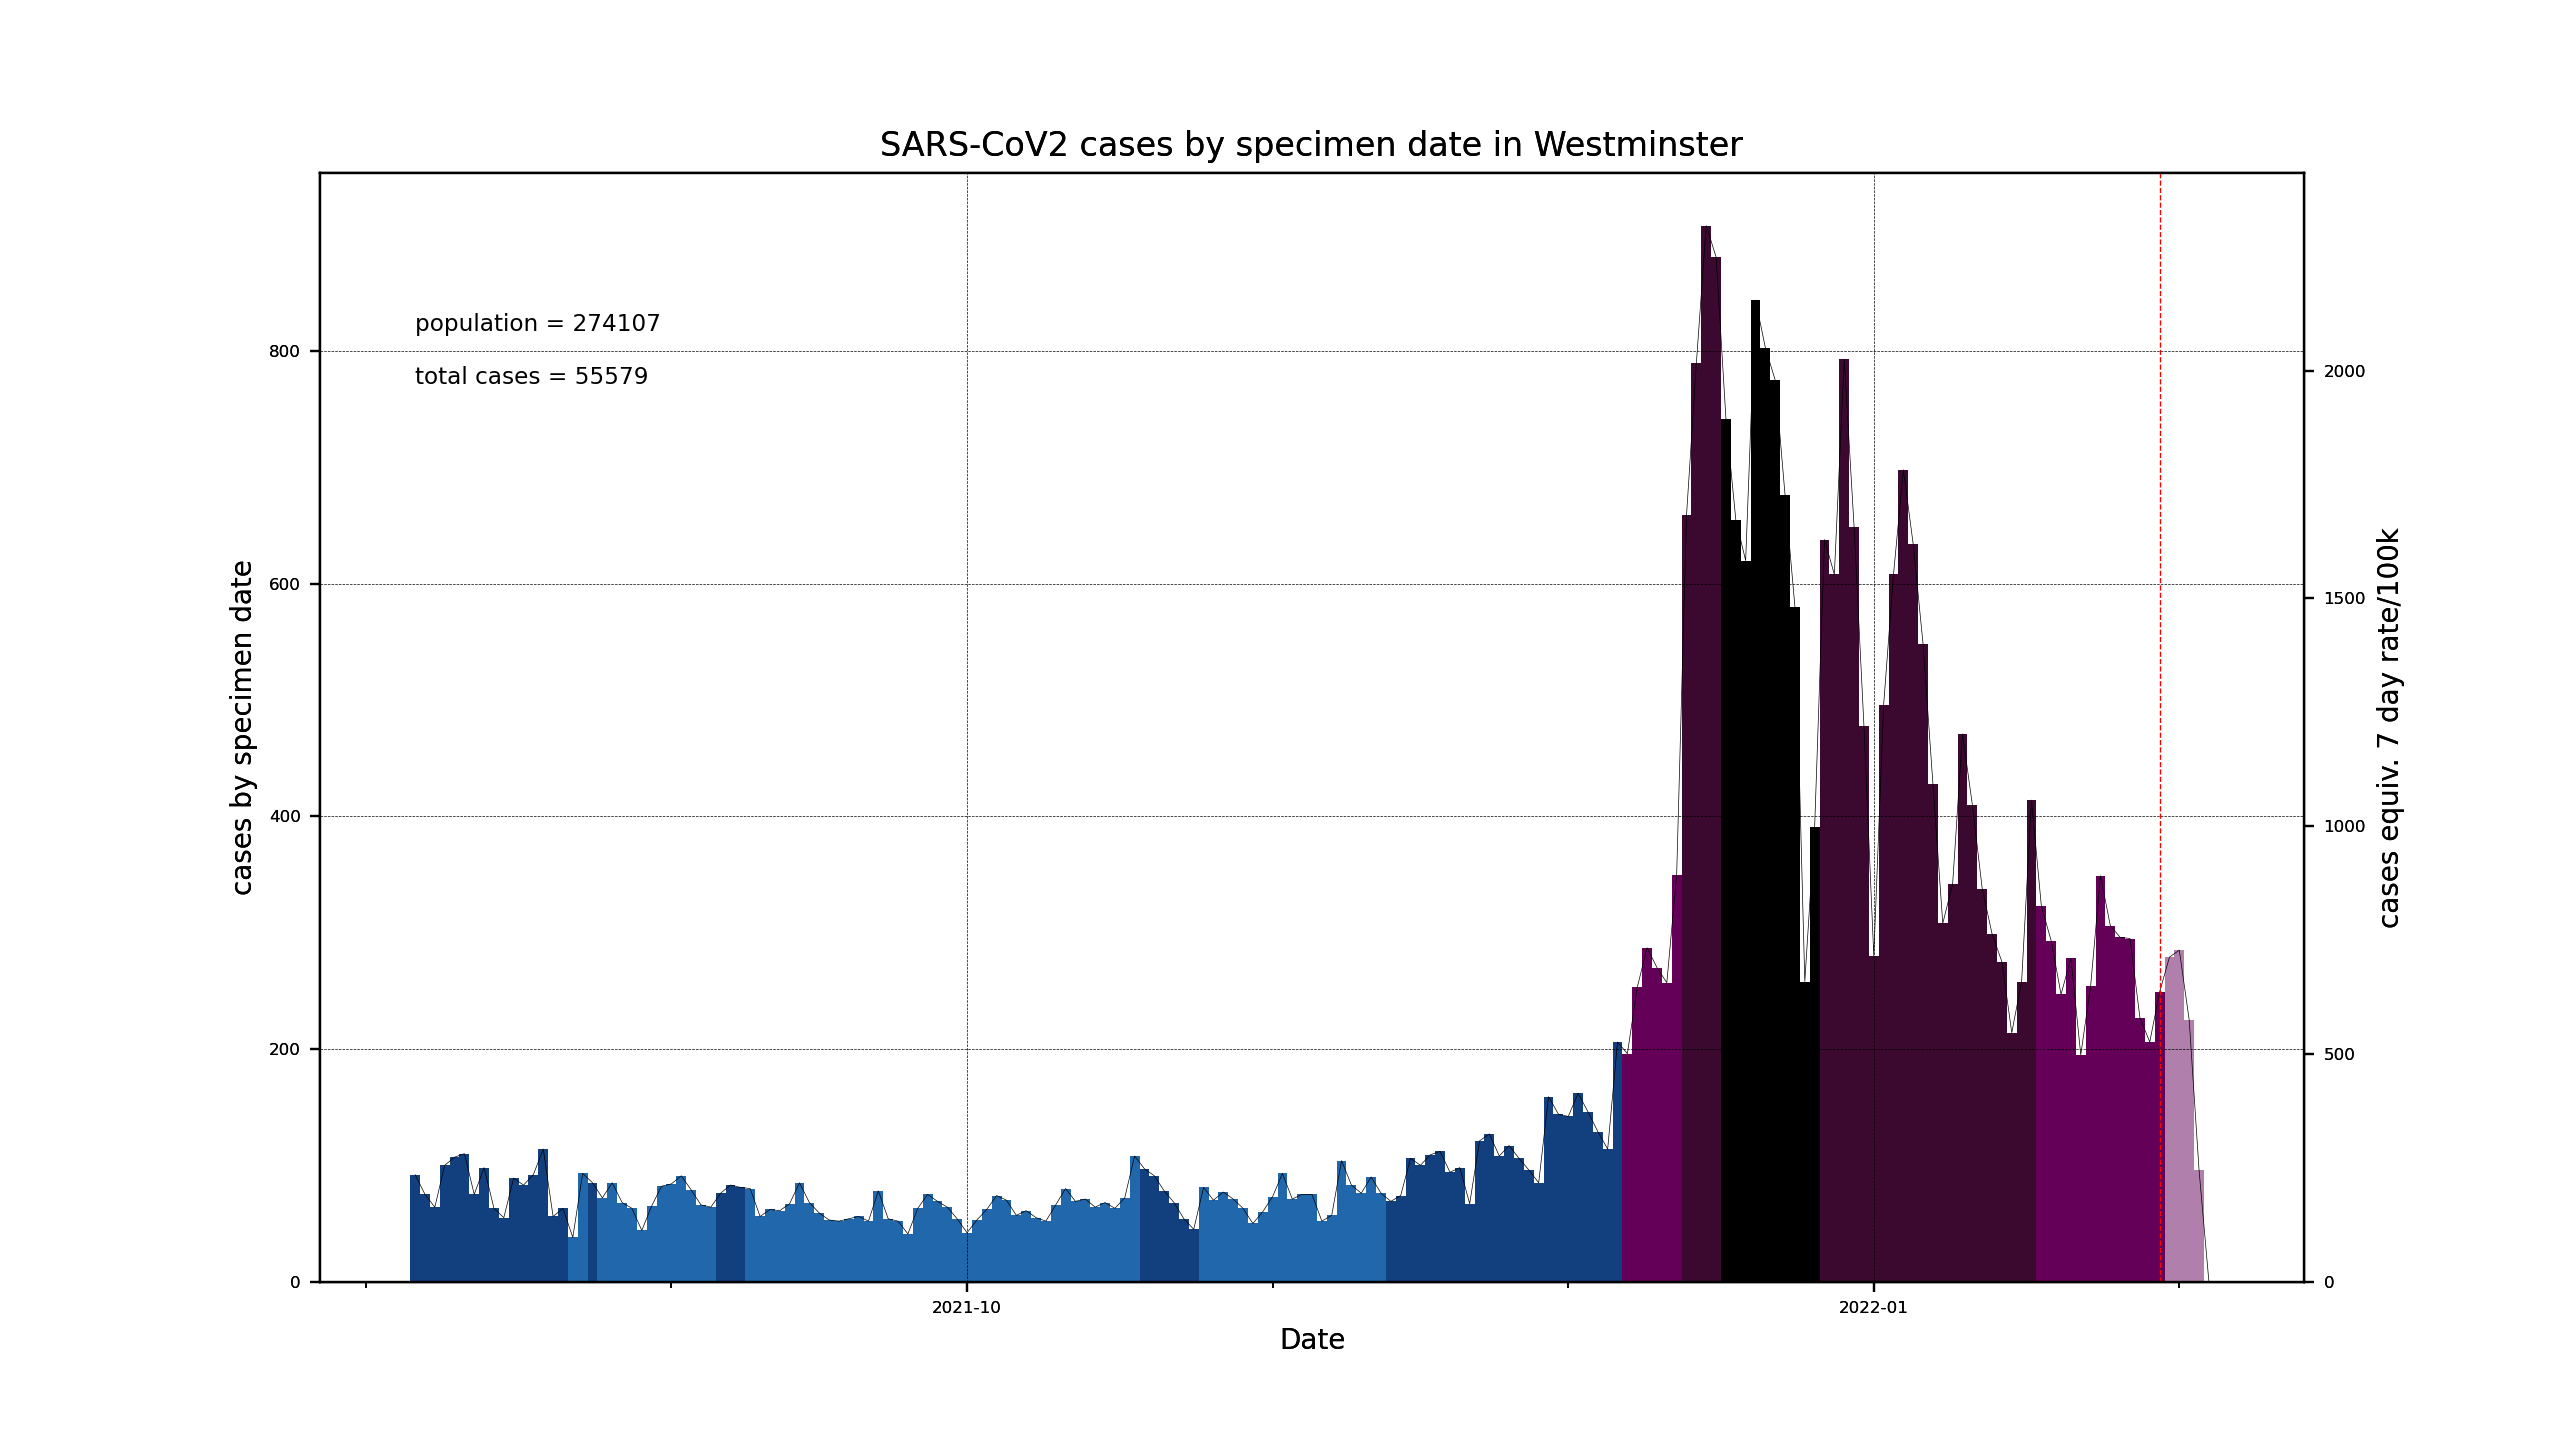 SARS-CoV2 cases by specimen date in Westminster
population = 274107
total cases = 55579
cases by specimen date
800
600
400
200
0
2000
1500
1000
500
0
cases equiv. 7 day rate/100k
2021-10
2022-01
Date